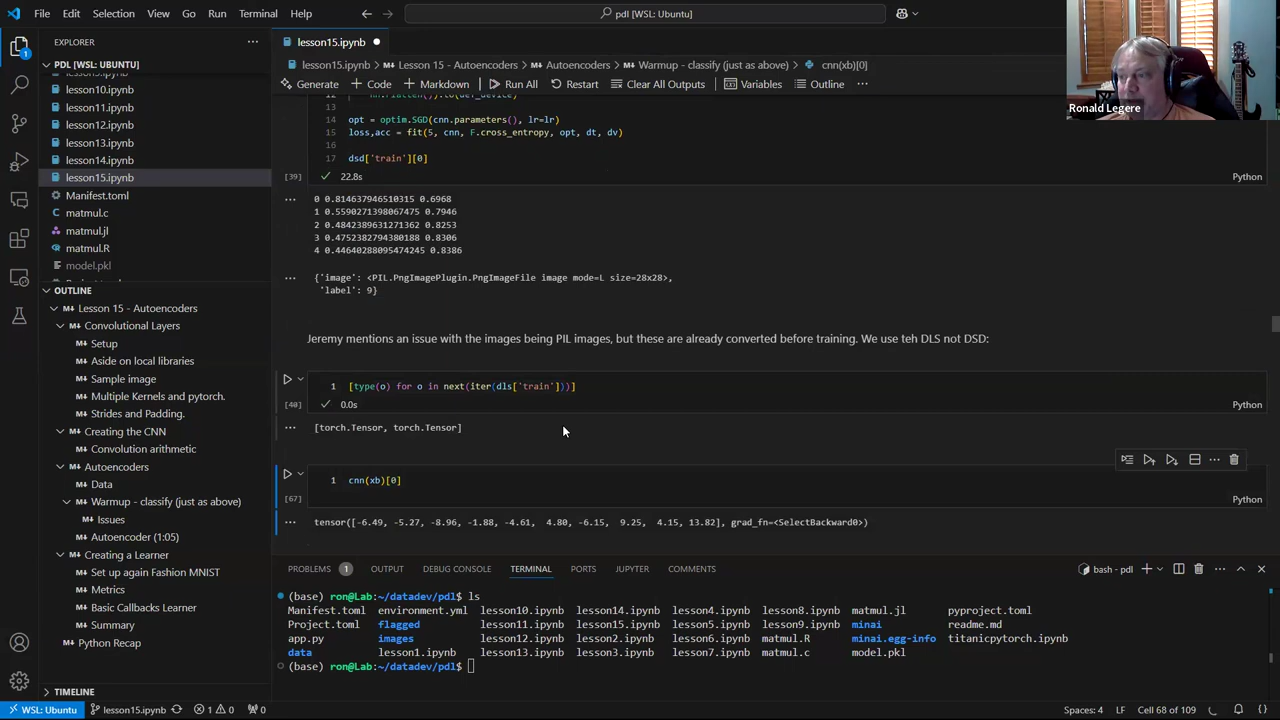 File Edit Selection View Go Run Terminal Help
pdl [WSL: Ubuntu]
EXPLORER
PDL [WSL: UBUNTU]
lesson10.ipynb
lesson11.ipynb
lesson12.ipynb
lesson13.ipynb
lesson14.ipynb
lesson15.ipynb
Manifest.toml
matmul.c
matmul.jl
matmul.R
model.pkl
OUTLINE
Lesson 15 - Autoencoders
Convolutional Layers
Setup
Aside on local libraries
Sample image
Multiple Kernels and pytorch.
Strides and Padding.
Creating the CNN
Convolution arithmetic
Autoencoders
Data
Warmup - classify (just as above)
Issues
Autoencoder (1:05)
Creating a Learner
Set up again Fashion MNIST
Metrics
Basic Callbacks Learner
Summary
Python Recap
TIMELINE
lesson15.ipynb
lesson15.ipynb > Lesson 15 - Autoencoders > Autoencoders > Warmup - classify (just as above) > cnn(xb)[0]
Generate + Code + Markdown Run All Restart Clear All Outputs Variables Outline ...
12 nn.Flatten()).to(def_device)
14 opt = optim.SGD(cnn.parameters(), lr=lr)
15 loss,acc = fit(5, cnn, F.cross_entropy, opt, dt, dv)
16
17 dsd['train'][0]
[39] 22.8s Python
0 0.814637946510315 0.6968
1 0.5590271398067475 0.7946
2 0.4842389631271362 0.8253
3 0.4752382794380188 0.8306
4 0.44640288095474245 0.8386
{'image': <PIL.PngImagePlugin.PngImageFile image mode=L size=28x28>,
'label': 9}
Jeremy mentions an issue with the images being PIL images, but these are already converted before training. We use teh DLS not DSD:
1 [type(o) for o in next(iter(dls['train']))]
[40] 0.0s Python
[torch.Tensor, torch.Tensor]
1 cnn(xb)[0]
[67] Python
tensor([-6.49, -5.27, -8.96, -1.88, -4.61, 4.80, -6.15, 9.25, 4.15, 13.82], grad_fn=<SelectBackward0>)
PROBLEMS 1 OUTPUT DEBUG CONSOLE TERMINAL PORTS JUPYTER COMMENTS
bash - pdl
(base) ron@Lab:~/datadev/pdl$ ls
Manifest.toml environment.yml lesson10.ipynb lesson14.ipynb lesson4.ipynb lesson8.ipynb matmul.jl pyproject.toml
Project.toml flagged lesson11.ipynb lesson15.ipynb lesson5.ipynb lesson9.ipynb minai readme.md
app.py images lesson12.ipynb lesson2.ipynb lesson6.ipynb matmul.R minai.egg-info titanicpytorch.ipynb
data lesson1.ipynb lesson13.ipynb lesson3.ipynb lesson7.ipynb matmul.c model.pkl
(base) ron@Lab:~/datadev/pdl$
WSL: Ubuntu lesson15.ipynb 1 0 0 Spaces: 4 LF Cell 68 of 109
Ronald Legere